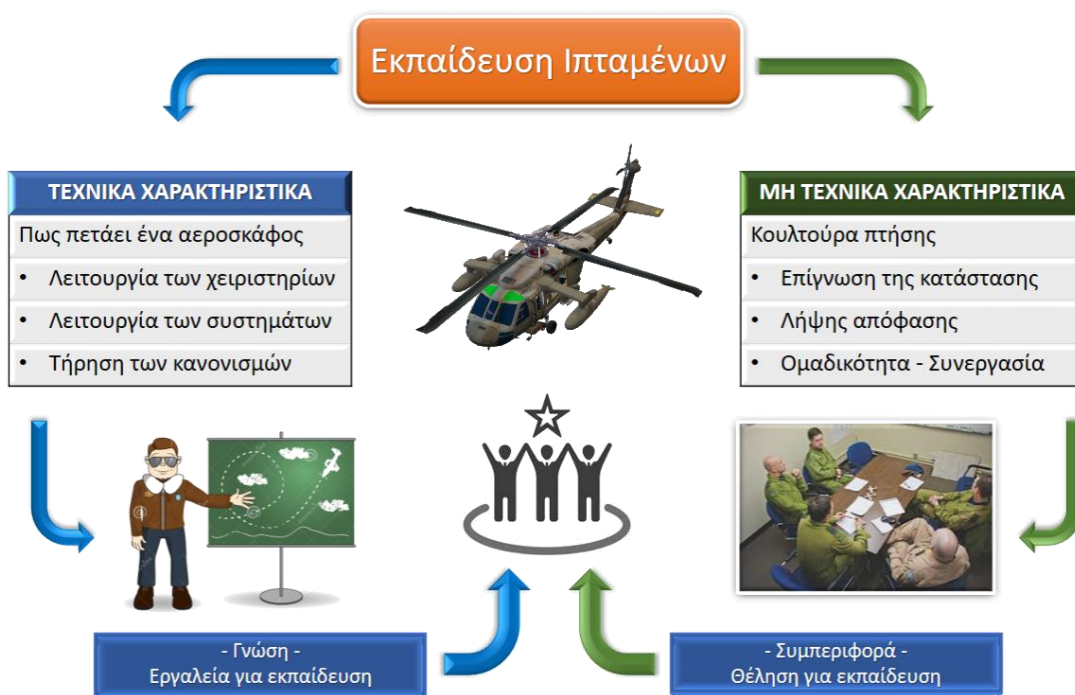 Εκπαίδευση Ιπταμένων
ΤΕΧΝΙΚΑ ΧΑΡΑΚΤΗΡΙΣΤΙΚΑ
Πως πετάει ένα αεροσκάφος
• Λειτουργία των χειριστηρίων
• Λειτουργία των συστημάτων
• Τήρηση των κανονισμών
ΜΗ ΤΕΧΝΙΚΑ ΧΑΡΑΚΤΗΡΙΣΤΙΚΑ
Κουλτούρα πτήσης
• Επίγνωση της κατάστασης
• Λήψης απόφασης
• Ομαδικότητα - Συνεργασία
- Γνώση -
Εργαλεία για εκπαίδευση
- Συμπεριφορά -
Θέληση για εκπαίδευση